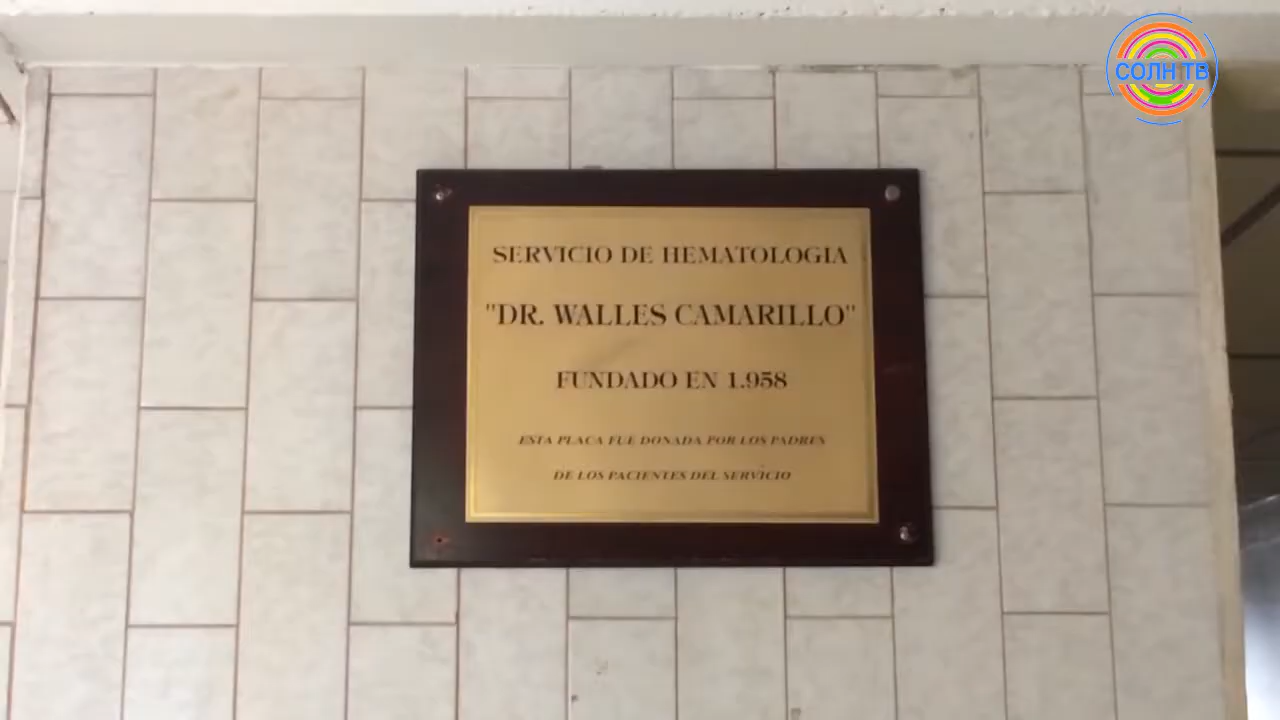 СОЛН ТВ
SERVICIO DE HEMATOLOGIA
"DR. WALLES CAMARILLO"
FUNDADO EN 1.958
ESTA PLACA FUE DONADA POR LOS PADRES
DE LOS PACIENTES DEL SERVICIO